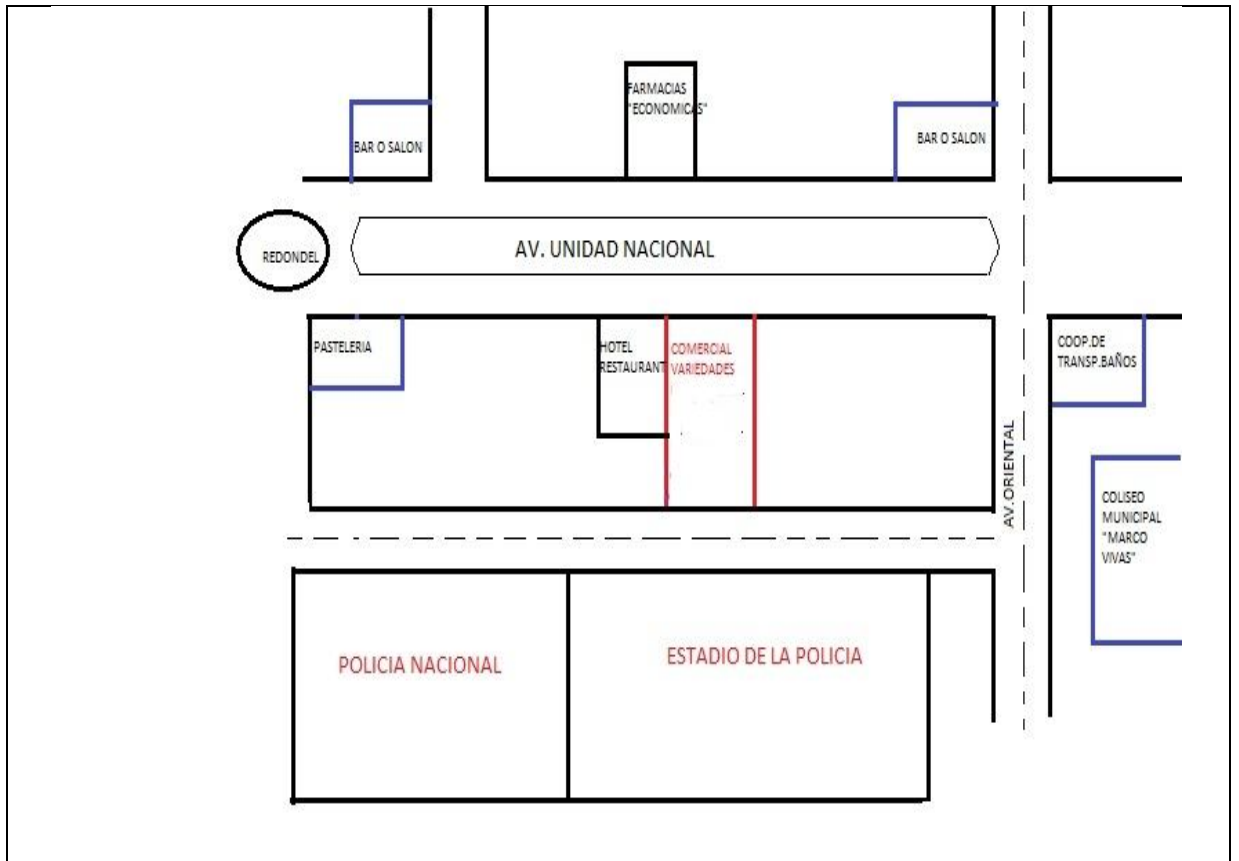 FARMACIAS
"ECONOMICAS"
BAR O SALON
BAR O SALON
REDONDEL
AV. UNIDAD NACIONAL
PASTELERIA
HOTEL
RESTAURANT
COMERCIAL
VARIEDADES
COOP.DE
TRANSP.BAÑOS
AV.ORIENTAL
COLISEO
MUNICIPAL
"MARCO
VIVAS"
POLICIA NACIONAL
ESTADIO DE LA POLICIA